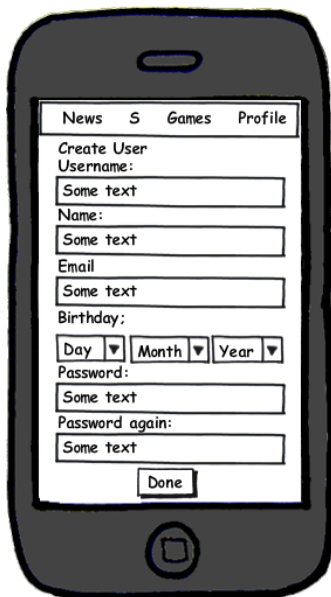 News S Games Profile
Create User
Username:
Some text
Name:
Some text
Email
Some text
Birthday;
Day Month Year
Password:
Some text
Password again:
Some text
Done